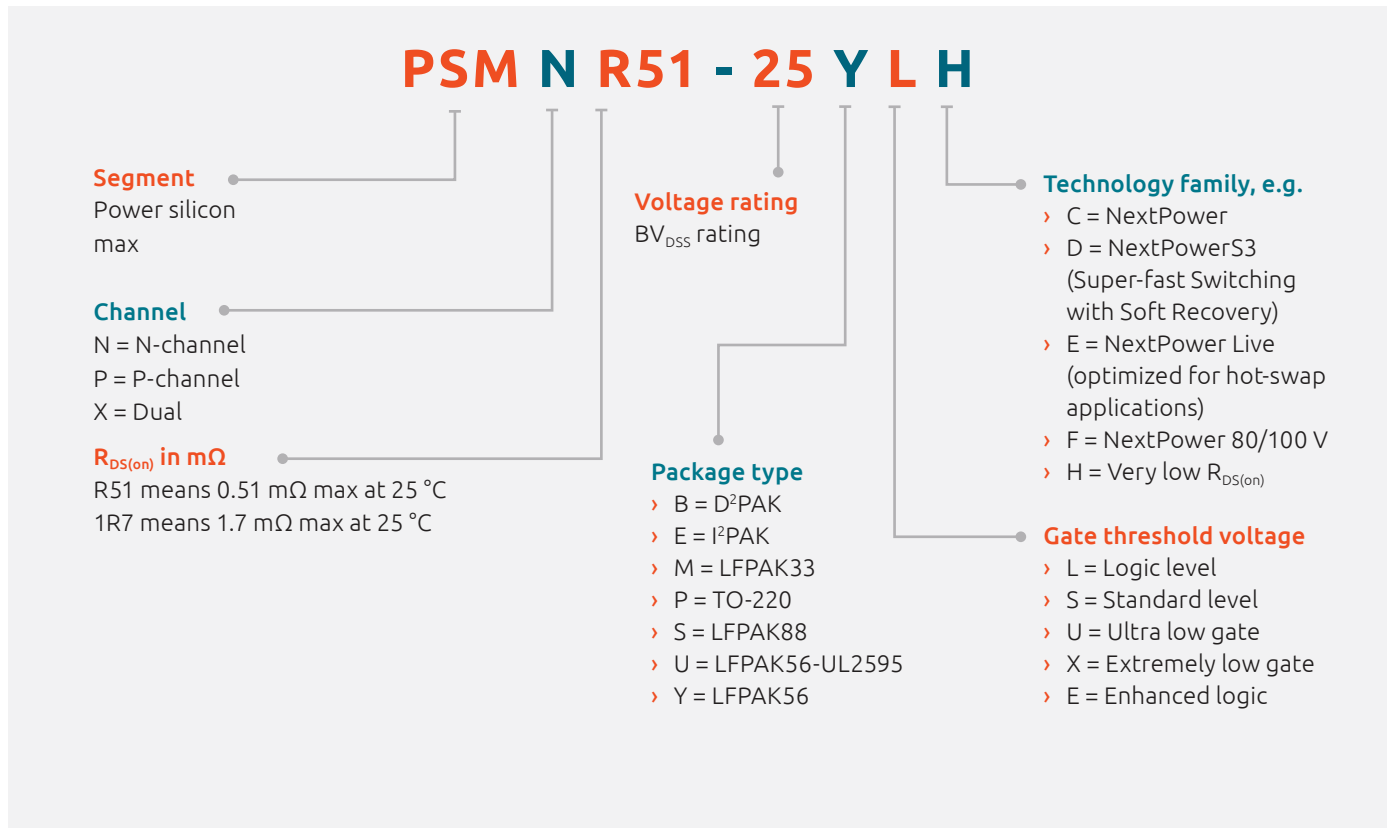 PSM N R51 - 25 Y L H
Segment
Power silicon
max
Channel
N = N-channel
P = P-channel
X = Dual
RDS(on) in mΩ
R51 means 0.51 mΩ max at 25 °C
1R7 means 1.7 mΩ max at 25 °C
Voltage rating
BVDSS rating
Package type
› B = D²PAK
› E = I²PAK
› M = LFPAK33
› P = TO-220
› S = LFPAK88
› U = LFPAK56-UL2595
› Y = LFPAK56
Technology family, e.g.
› C = NextPower
› D = NextPowerS3
(Super-fast Switching
with Soft Recovery)
› E = NextPower Live
(optimized for hot-swap
applications)
› F = NextPower 80/100 V
› H = Very low RDS(on)
Gate threshold voltage
› L = Logic level
› S = Standard level
› U = Ultra low gate
› X = Extremely low gate
› E = Enhanced logic